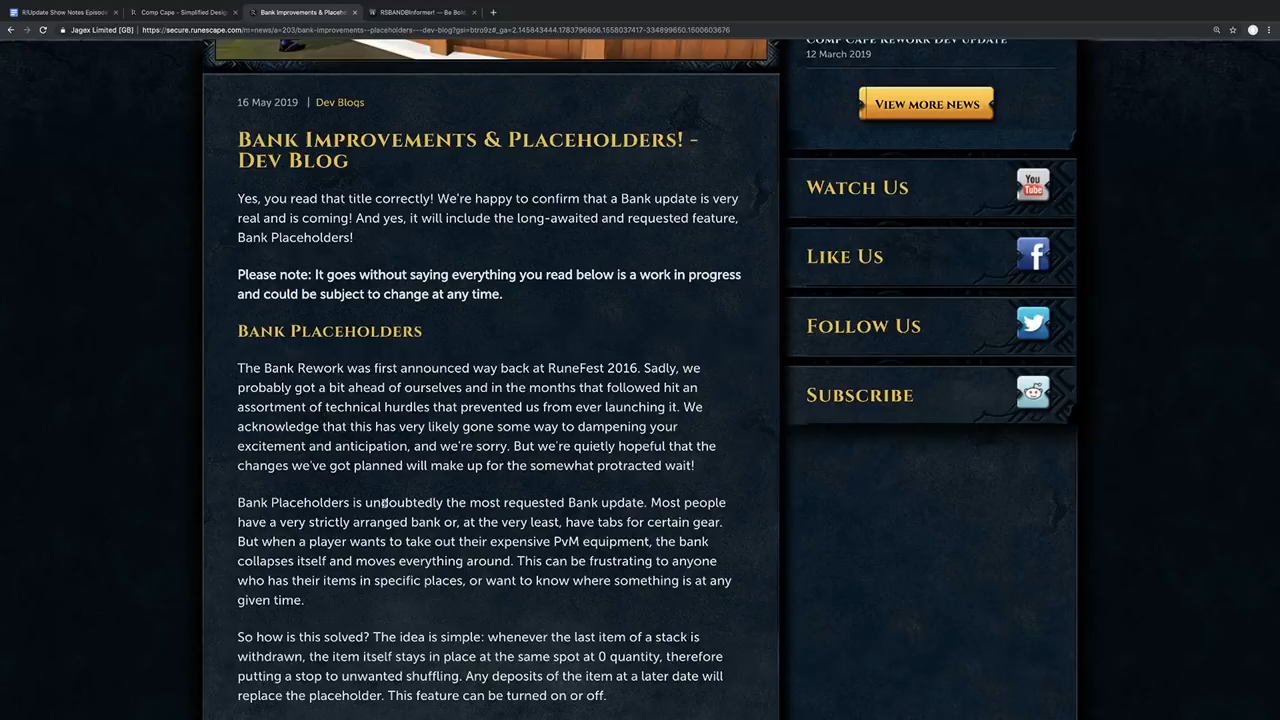 R!Update Show Notes Episode
Comp Cape - Simplified Design
Bank Improvements & Placehol
RSBANDBInformer! — Be Bold
Jagex Limited [GB] | https://secure.runescape.com/m=news/a=203/bank-improvements--placeholders---dev-blog?gsi=btro9z#_ga=2.145843444.1783796806.1558037417-334899650.1500603676
Comp Cape Rework Dev Update
12 March 2019
View more news
16 May 2019 | Dev Blogs
Bank Improvements & Placeholders! -
Dev Blog
Yes, you read that title correctly! We're happy to confirm that a Bank update is very
real and is coming! And yes, it will include the long-awaited and requested feature,
Bank Placeholders!
Please note: It goes without saying everything you read below is a work in progress
and could be subject to change at any time.
Bank Placeholders
The Bank Rework was first announced way back at RuneFest 2016. Sadly, we
probably got a bit ahead of ourselves and in the months that followed hit an
assortment of technical hurdles that prevented us from ever launching it. We
acknowledge that this has very likely gone some way to dampening your
excitement and anticipation, and we're sorry. But we're quietly hopeful that the
changes we've got planned will make up for the somewhat protracted wait!
Bank Placeholders is undoubtedly the most requested Bank update. Most people
have a very strictly arranged bank or, at the very least, have tabs for certain gear.
But when a player wants to take out their expensive PvM equipment, the bank
collapses itself and moves everything around. This can be frustrating to anyone
who has their items in specific places, or want to know where something is at any
given time.
So how is this solved? The idea is simple: whenever the last item of a stack is
withdrawn, the item itself stays in place at the same spot at 0 quantity, therefore
putting a stop to unwanted shuffling. Any deposits of the item at a later date will
replace the placeholder. This feature can be turned on or off.
Watch Us
You
Tube
Like Us
Follow Us
Subscribe